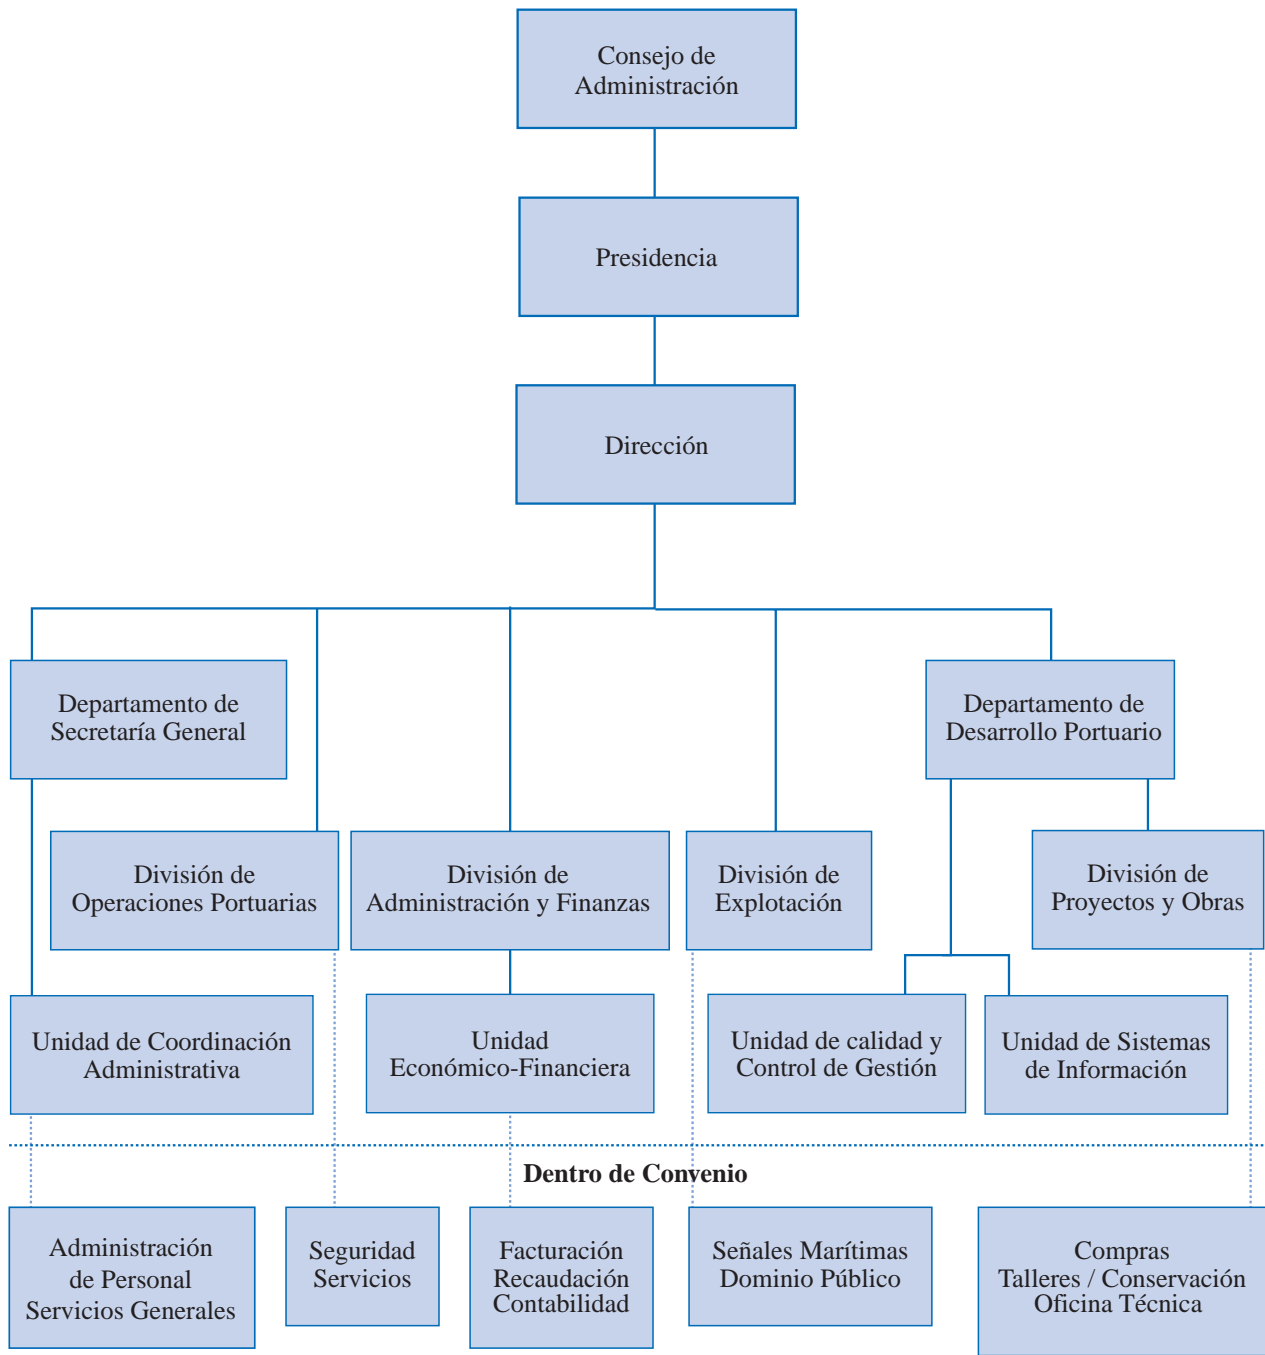 Consejo de
Administración
Presidencia
Dirección
Departamento de
Secretaría General
Departamento de
Desarrollo Portuario
División de
Operaciones Portuarias
División de
Administración y Finanzas
División de
Explotación
División de
Proyectos y Obras
Unidad de Coordinación
Administrativa
Unidad
Económico-Financiera
Unidad de calidad y
Control de Gestión
Unidad de Sistemas
de Información
Dentro de Convenio
Administración
de Personal
Servicios Generales
Seguridad
Servicios
Facturación
Recaudación
Contabilidad
Señales Marítimas
Dominio Público
Compras
Talleres / Conservación
Oficina Técnica